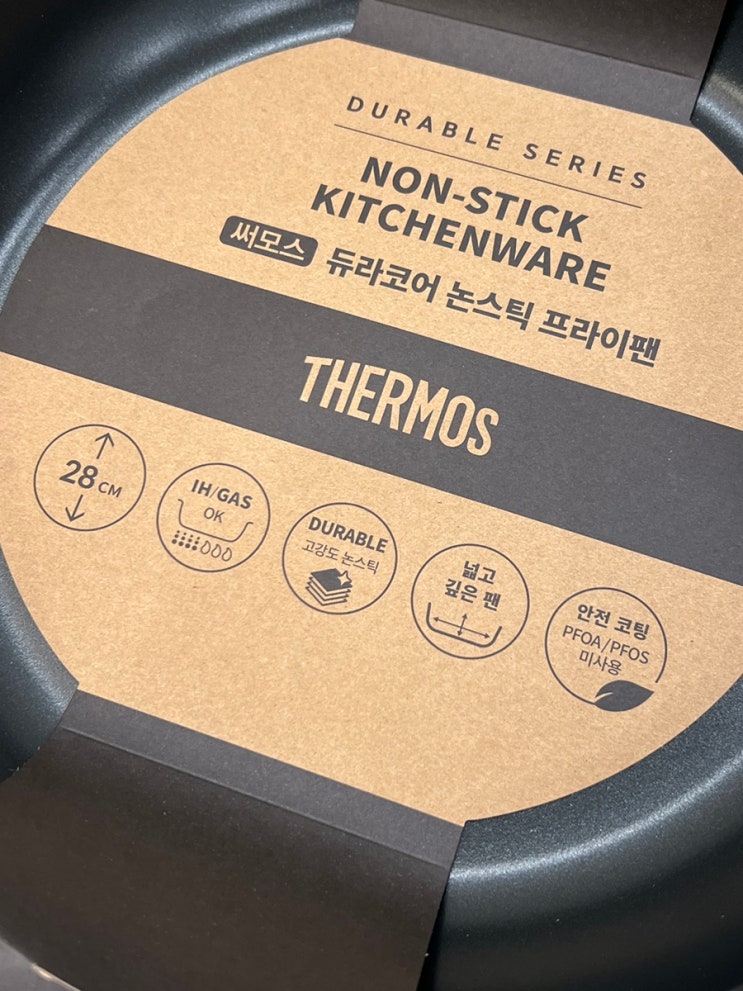 DURABLE SERIES
NON-STICK
KITCHENWARE
써모스 듀라코어 논스틱 프라이팬
THERMOS
28CM
IH/GAS
OK
DURABLE
고강도 논스틱
넓고
깊은 팬
안전 코팅
PFOA/PFOS
미사용